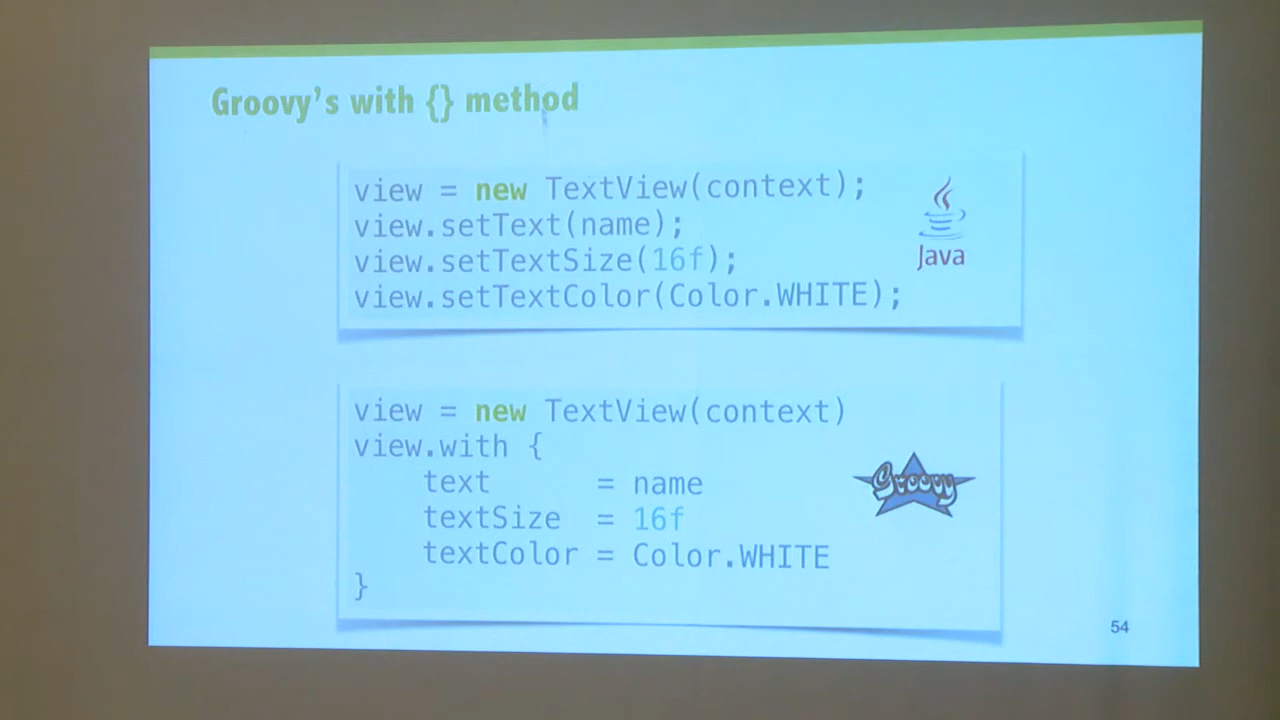 Groovy's with {} method
view = new TextView(context);
view.setText(name);
view.setTextSize(16f);
view.setTextColor(Color.WHITE);
Java
view = new TextView(context)
view.with {
    text      = name
    textSize  = 16f
    textColor = Color.WHITE
}
Groovy
54